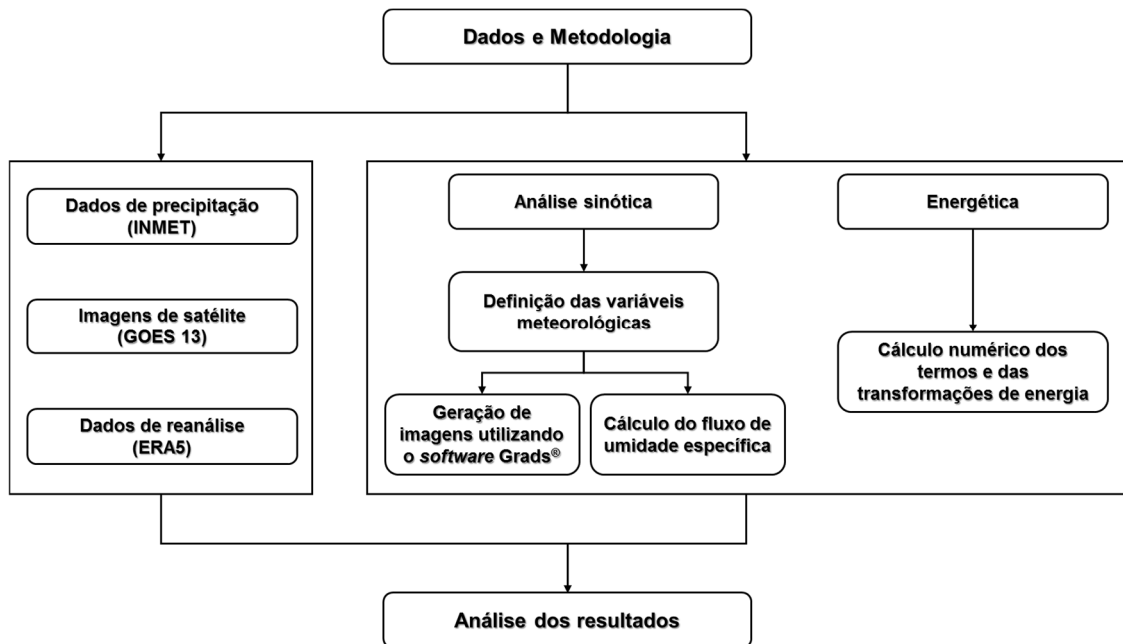 Dados e Metodologia
Dados de precipitação
(INMET)
Imagens de satélite
(GOES 13)
Dados de reanálise
(ERA5)
Análise sinótica
Definição das variáveis
meteorológicas
Geração de
imagens utilizando
o software Grads®
Cálculo do fluxo de
umidade específica
Energética
Cálculo numérico dos
termos e das
transformações de energia
Análise dos resultados